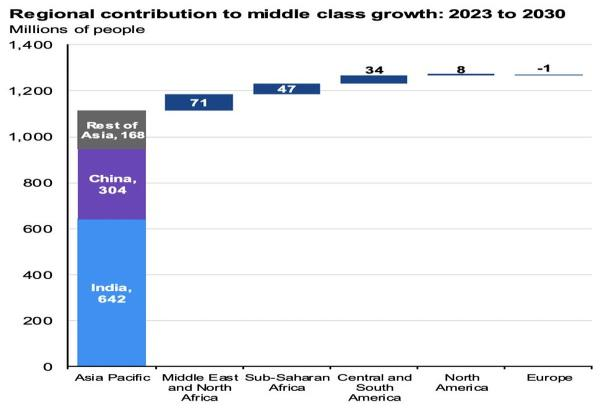 Regional contribution to middle class growth: 2023 to 2030
Millions of people
1,400
1,200
1,000
800
600
400
200
0
Rest of
Asia, 168
China,
304
India,
642
71
47
34
8
-1
Asia Pacific
Middle East
and North
Africa
Sub-Saharan
Africa
Central and
South
America
North
America
Europe